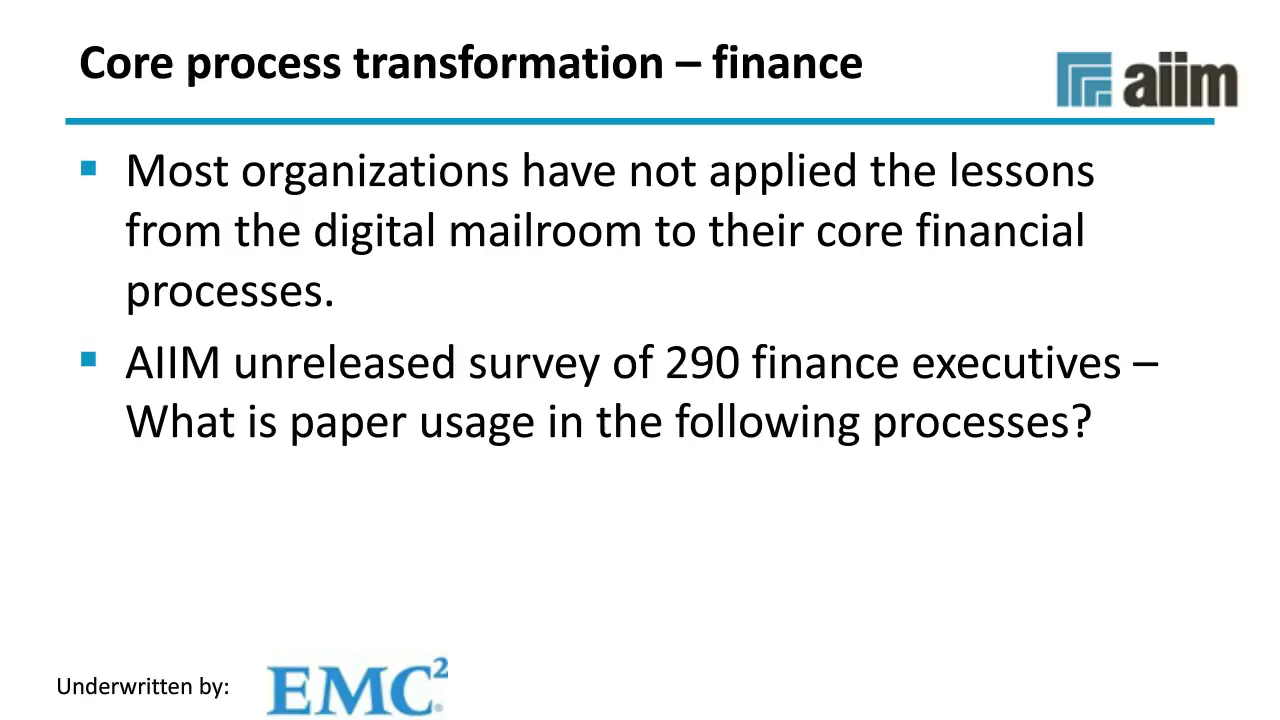 Core process transformation – finance
aiim
Most organizations have not applied the lessons
from the digital mailroom to their core financial
processes.
AIIM unreleased survey of 290 finance executives –
What is paper usage in the following processes?
Underwritten by:
EMC²